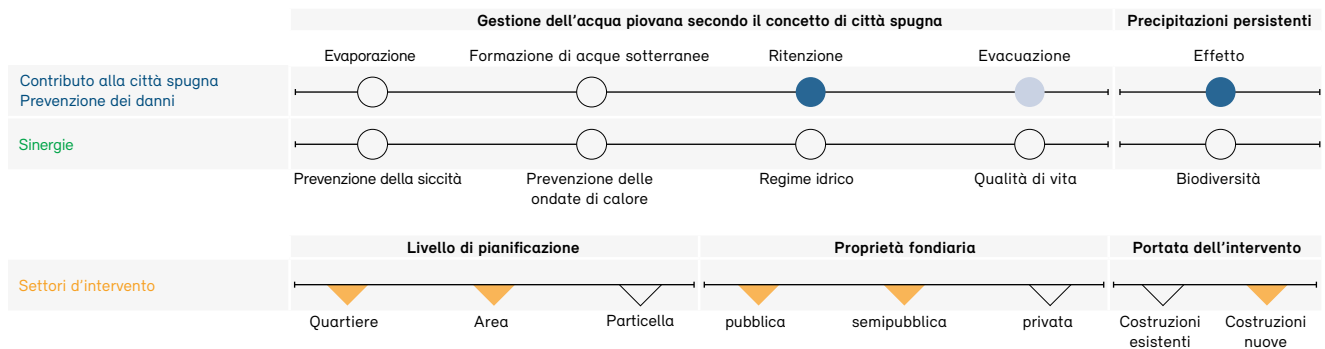 Gestione dell'acqua piovana secondo il concetto di città spugna
Precipitazioni persistenti
Evaporazione
Formazione di acque sotterranee
Ritenzione
Evacuazione
Effetto
Contributo alla città spugna
Prevenzione dei danni
Sinergie
Prevenzione della siccità
Prevenzione delle
ondate di calore
Regime idrico
Qualità di vita
Biodiversità
Livello di pianificazione
Proprietà fondiaria
Portata dell'intervento
Settori d'intervento
Quartiere
Area
Particella
pubblica
semipubblica
privata
Costruzioni
esistenti
Costruzioni
nuove